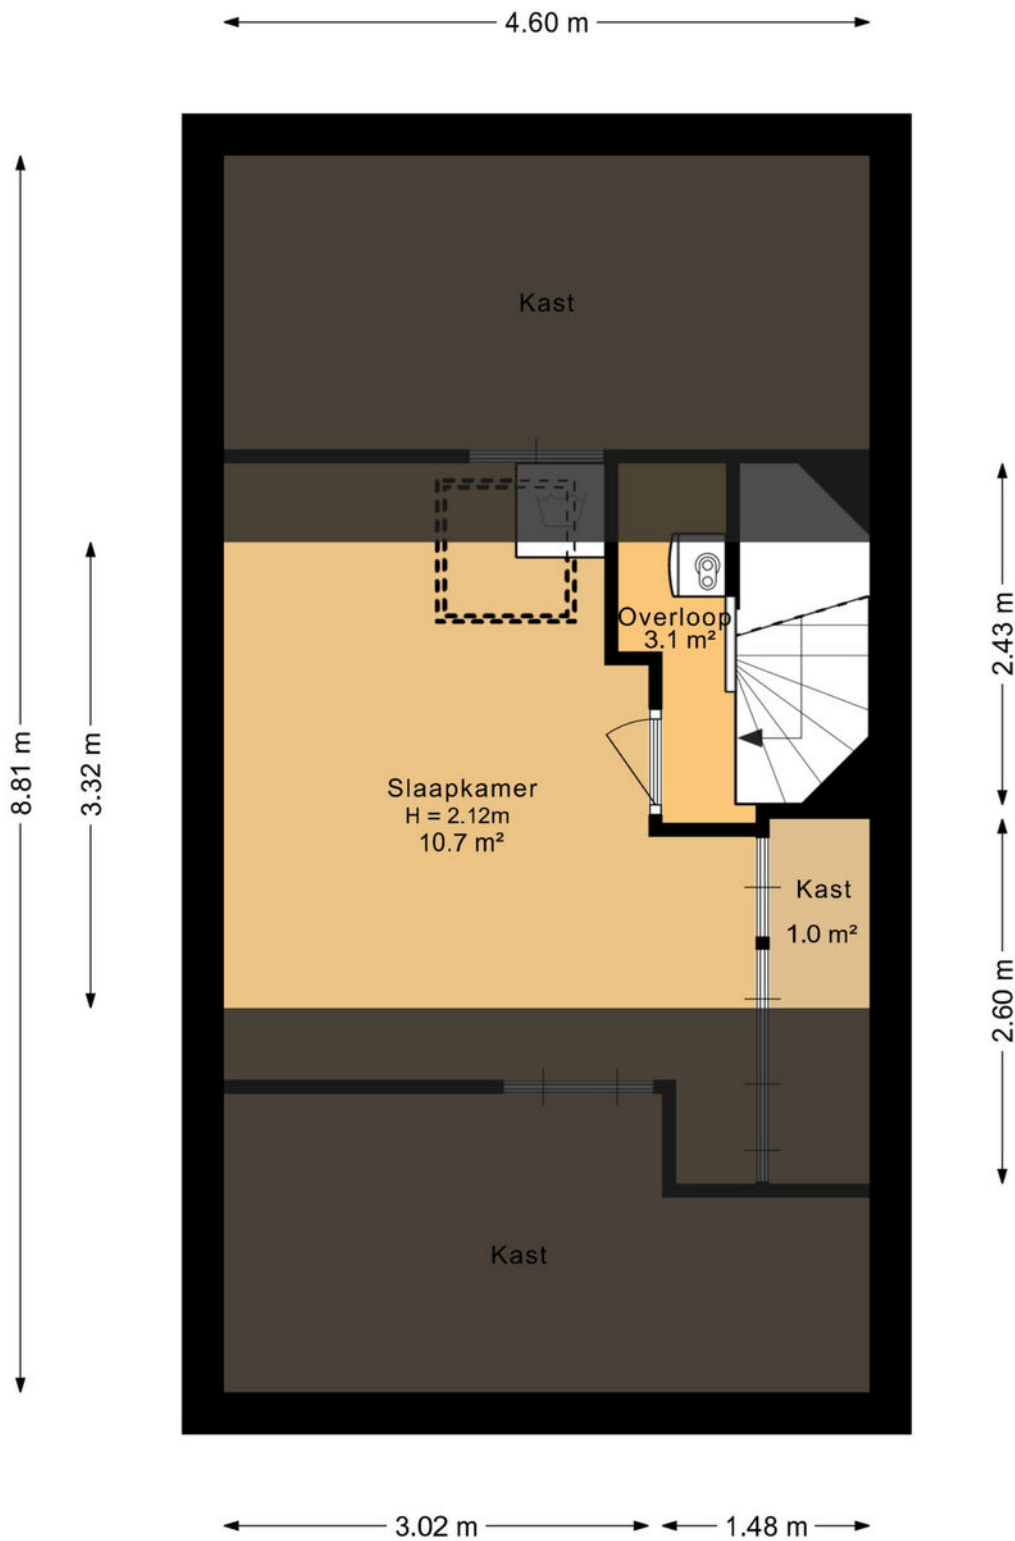 4.60 m
Kast
Overloop
3.1 m²
2.43 m
8.81 m
3.32 m
Slaapkamer
H = 2.12m
10.7 m²
Kast
1.0 m²
2.60 m
Kast
3.02 m
1.48 m